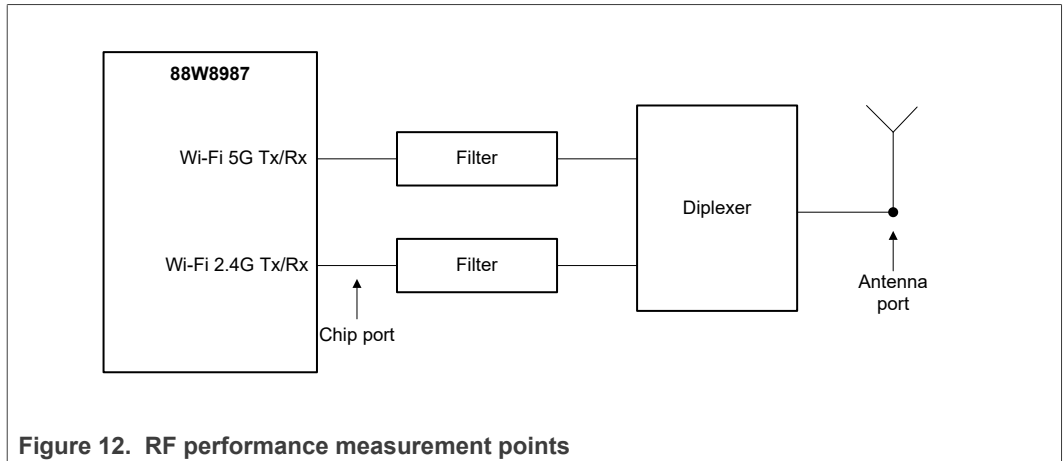 88W8987
Wi-Fi 5G Tx/Rx
Filter
Diplexer
Wi-Fi 2.4G Tx/Rx
Filter
Chip port
Antenna
port
Figure 12. RF performance measurement points